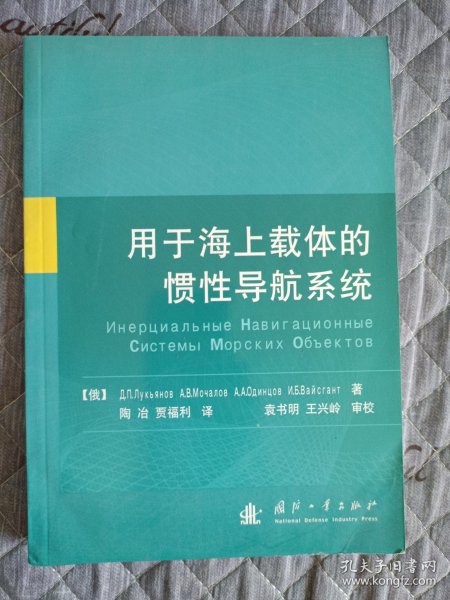 用于海上载体的
惯性导航系统
Инерциальные Навигационные
Системы Морских Объектов
【俄】 Д.П.Лукьянов А.В.Мочалов А.А.Одинцов И.Б.Вайсгант 著
陶 冶 贾福利 译 袁书明 王兴岭 审校
国防工业出版社
National Defense Industry Press
孔夫子旧书网
www.kongfz.com